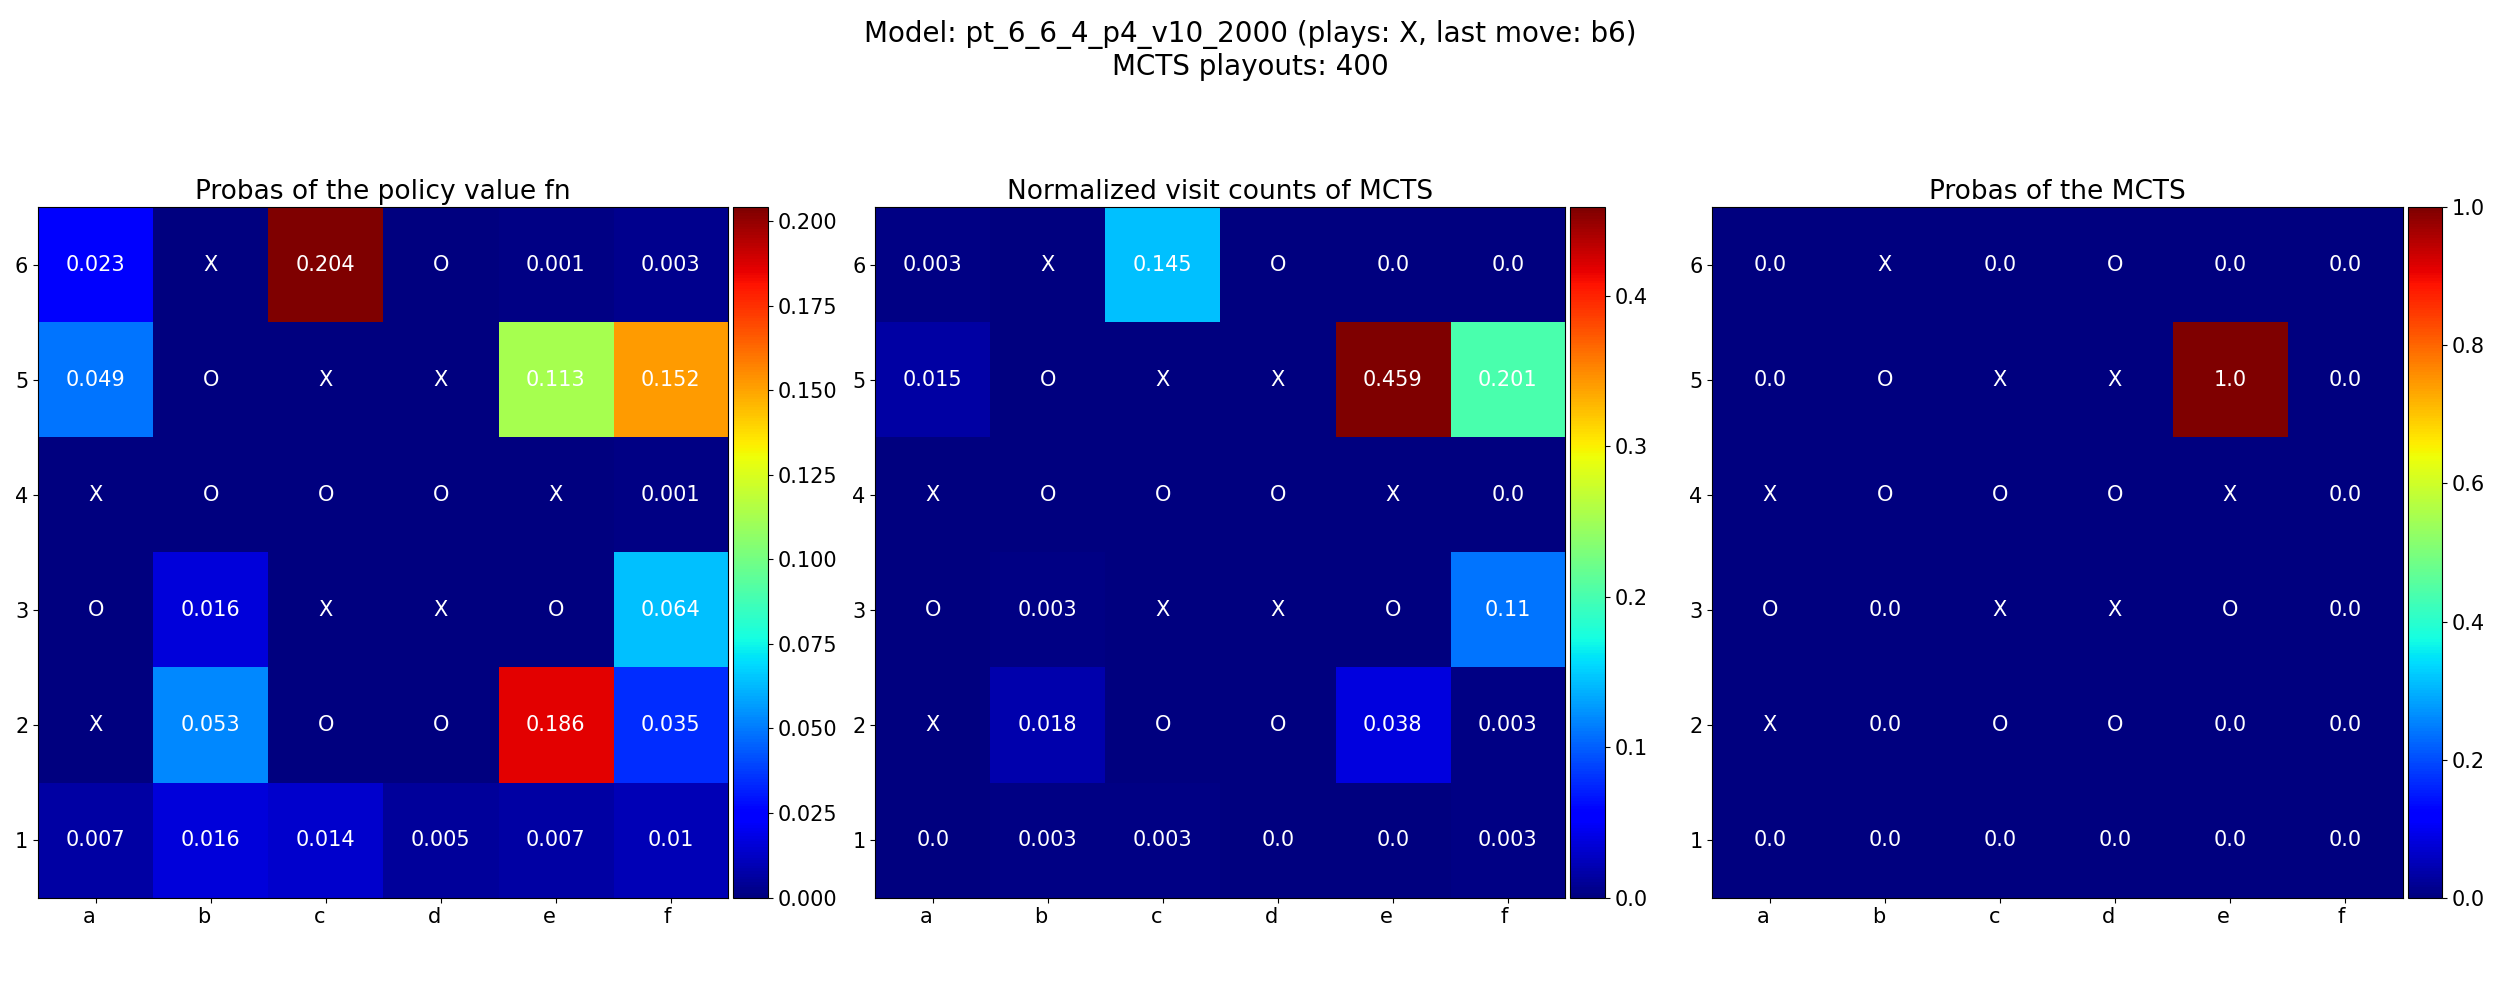 Model: pt_6_6_4_p4_v10_2000 (plays: X, last move: b6)
MCTS playouts: 400
Probas of the policy value fn
6 0.023 X 0.204 O 0.001 0.003
5 0.049 O X X 0.113 0.152
4 X O O O X 0.001
3 O 0.016 X X O 0.064
2 X 0.053 O O 0.186 0.035
1 0.007 0.016 0.014 0.005 0.007 0.01
a b c d e f
0.200
0.175
0.150
0.125
0.100
0.075
0.050
0.025
0.000
Normalized visit counts of MCTS
6 0.003 X 0.145 O 0.0 0.0
5 0.015 O X X 0.459 0.201
4 X O O O X 0.0
3 O 0.003 X X O 0.11
2 X 0.018 O O 0.038 0.003
1 0.0 0.003 0.003 0.0 0.0 0.003
a b c d e f
0.4
0.3
0.2
0.1
0.0
Probas of the MCTS
6 0.0 X 0.0 O 0.0 0.0
5 0.0 O X X 1.0 0.0
4 X O O O X 0.0
3 O 0.0 X X O 0.0
2 X 0.0 O O 0.0 0.0
1 0.0 0.0 0.0 0.0 0.0 0.0
a b c d e f
1.0
0.8
0.6
0.4
0.2
0.0